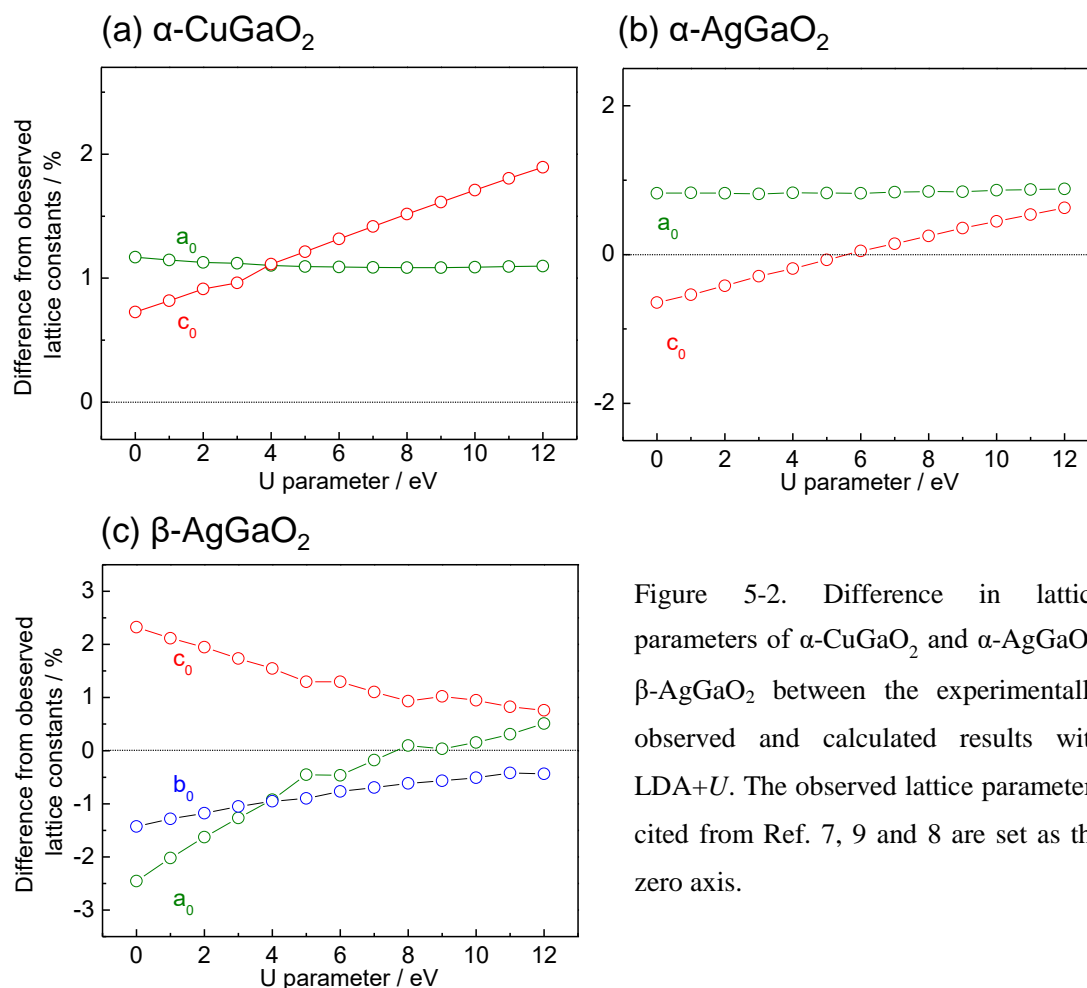 (a) α-CuGaO₂
Difference from obeserved
lattice constants / %
2
1
0
a₀
c₀
0 2 4 6 8 10 12
U parameter / eV
(b) α-AgGaO₂
2
0
-2
a₀
c₀
0 2 4 6 8 10 12
U parameter / eV
(c) β-AgGaO₂
Difference from obeserved
lattice constants / %
3
2
1
0
-1
-2
-3
c₀
b₀
a₀
0 2 4 6 8 10 12
U parameter / eV
Figure 5-2. Difference in lattic
parameters of α-CuGaO₂ and α-AgGaO
β-AgGaO₂ between the experimentall
observed and calculated results wit
LDA+U. The observed lattice parameter
cited from Ref. 7, 9 and 8 are set as th
zero axis.